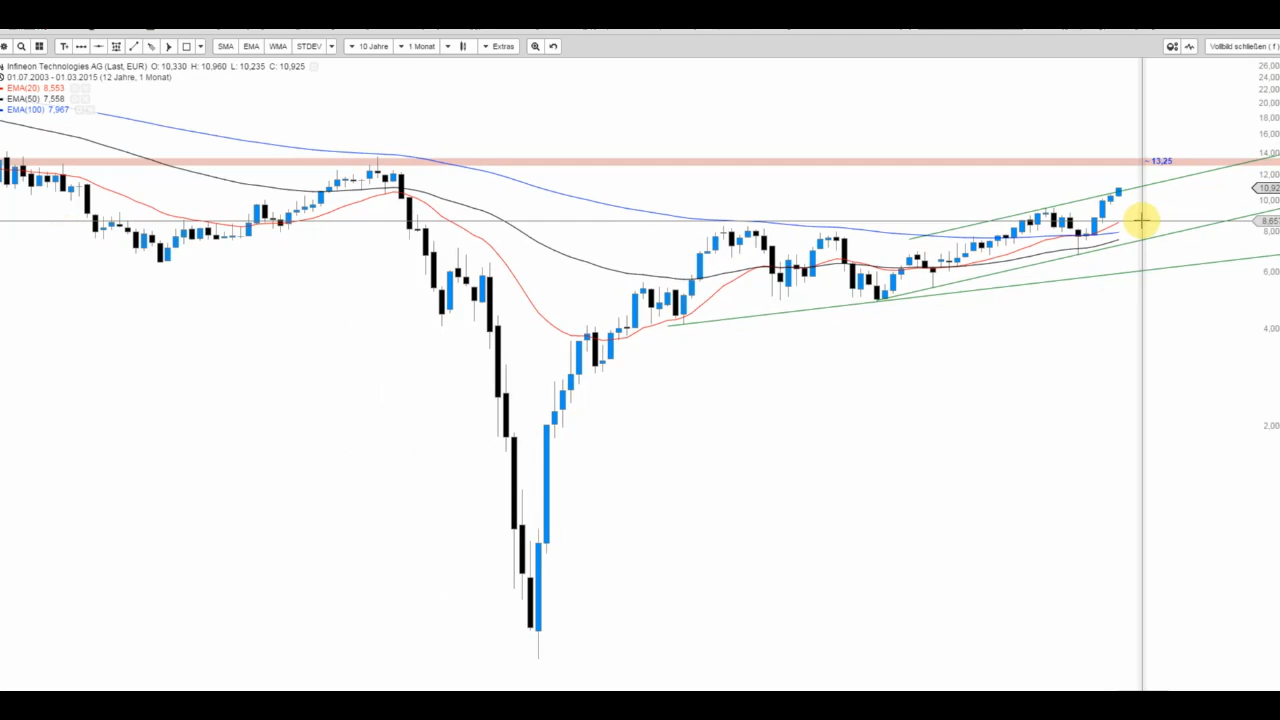 T SMA EMA WMA STDEV 10 Jahre 1 Monat Extras Vollbild schließen ( f )
Infineon Technologies AG (Last, EUR) O: 10,330 H: 10,960 L: 10,235 C: 10,925
01.07.2003 - 01.03.2015 (12 Jahre, 1 Monat)
EMA(20) 8,553
EMA(50) 7,558
EMA(100) 7,967
26,00
24,00
22,00
20,00
18,00
16,00
14,00
~ 13,25
12,00
10,92
10,00
8,65
8,00
6,00
4,00
2,00